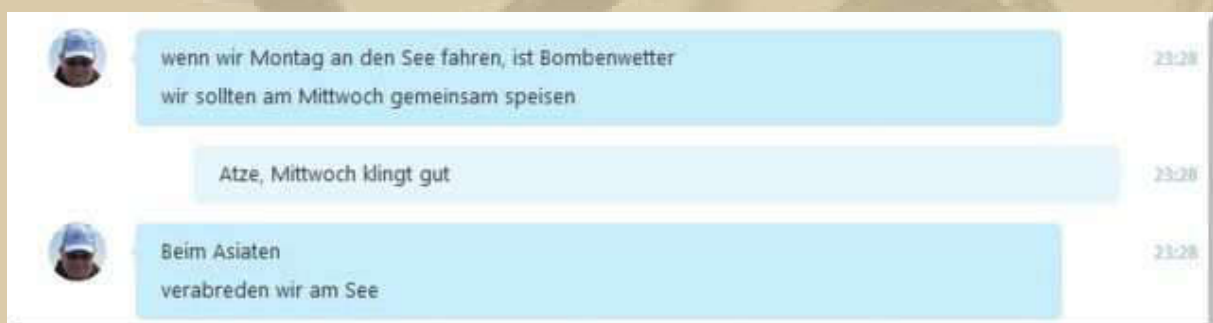 wenn wir Montag an den See fahren, ist Bombenwetter
23:28
wir sollten am Mittwoch gemeinsam speisen
Atze, Mittwoch klingt gut
23:28
Beim Asiaten
23:28
verabreden wir am See